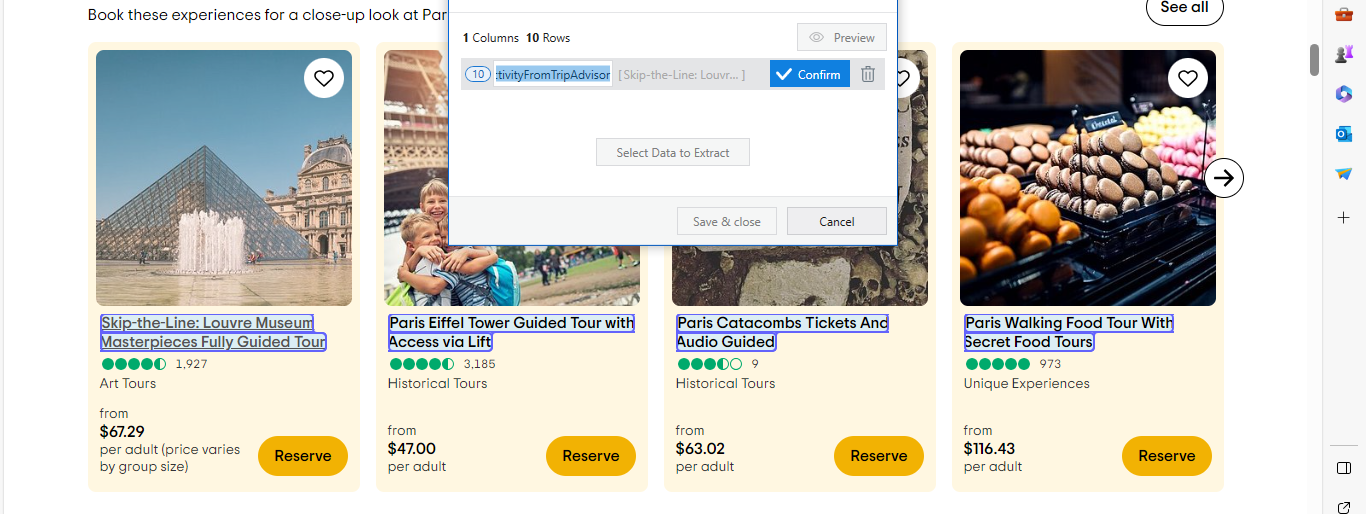 Book these experiences for a close-up look at Par
See all
1 Columns 10 Rows
Preview
10
tivityFromTripAdvisor
[Skip-the-Line: Louvr... ]
Confirm
Select Data to Extract
Save & close
Cancel
Skip-the-Line: Louvre Museum
Masterpieces Fully Guided Tour
1,927
Art Tours
from
$67.29
per adult (price varies
by group size)
Reserve
Paris Eiffel Tower Guided Tour with
Access via Lift
3,185
Historical Tours
from
$47.00
per adult
Reserve
Paris Catacombs Tickets And
Audio Guided
9
Historical Tours
from
$63.02
per adult
Reserve
Paris Walking Food Tour With
Secret Food Tours
973
Unique Experiences
from
$116.43
per adult
Reserve